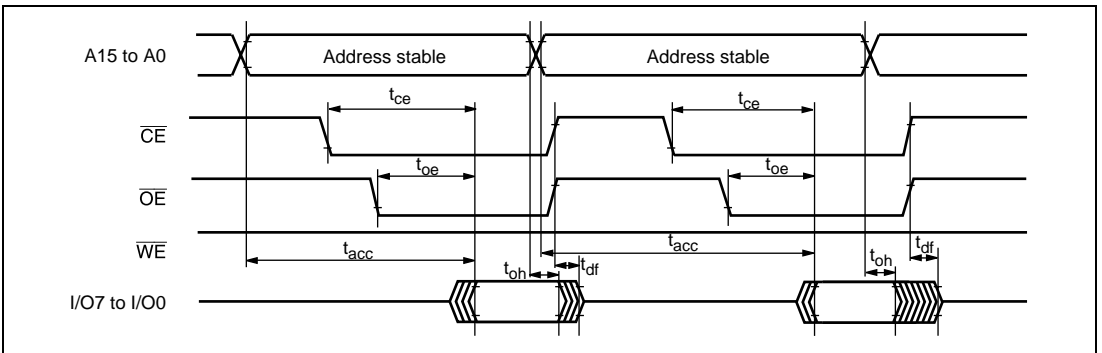 A15 to A0
Address stable
Address stable
tce
tce
CE
toe
toe
OE
WE
tacc
tacc
toh
tdf
toh
tdf
I/O7 to I/O0